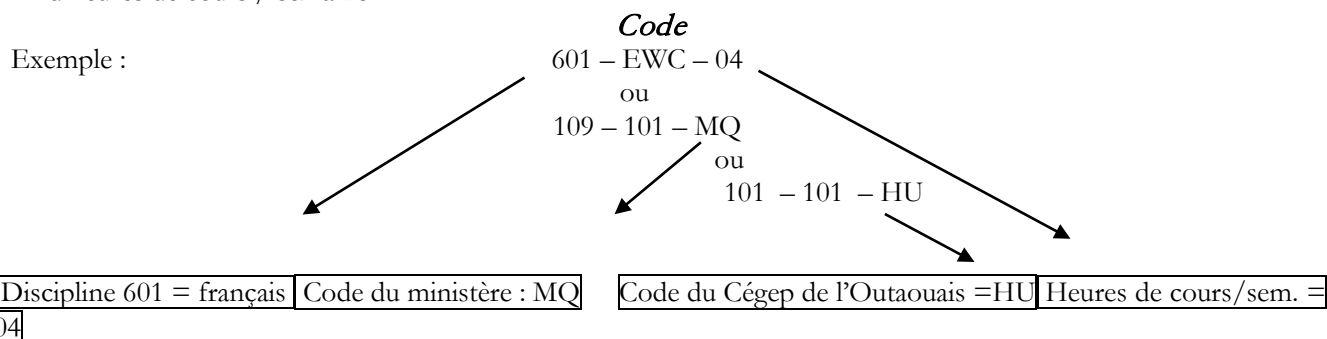 Code
Exemple :
601 – EWC – 04
ou
109 – 101 – MQ
ou
101 – 101 – HU
Discipline 601 = français
Code du ministère : MQ
Code du Cégep de l'Outaouais =HU
Heures de cours/sem. =
04